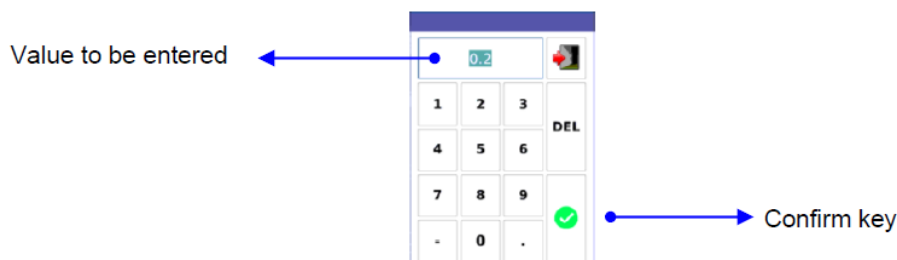 Value to be entered
0.2
1 2 3
DEL
4 5 6
7 8 9
Confirm key
- 0 .